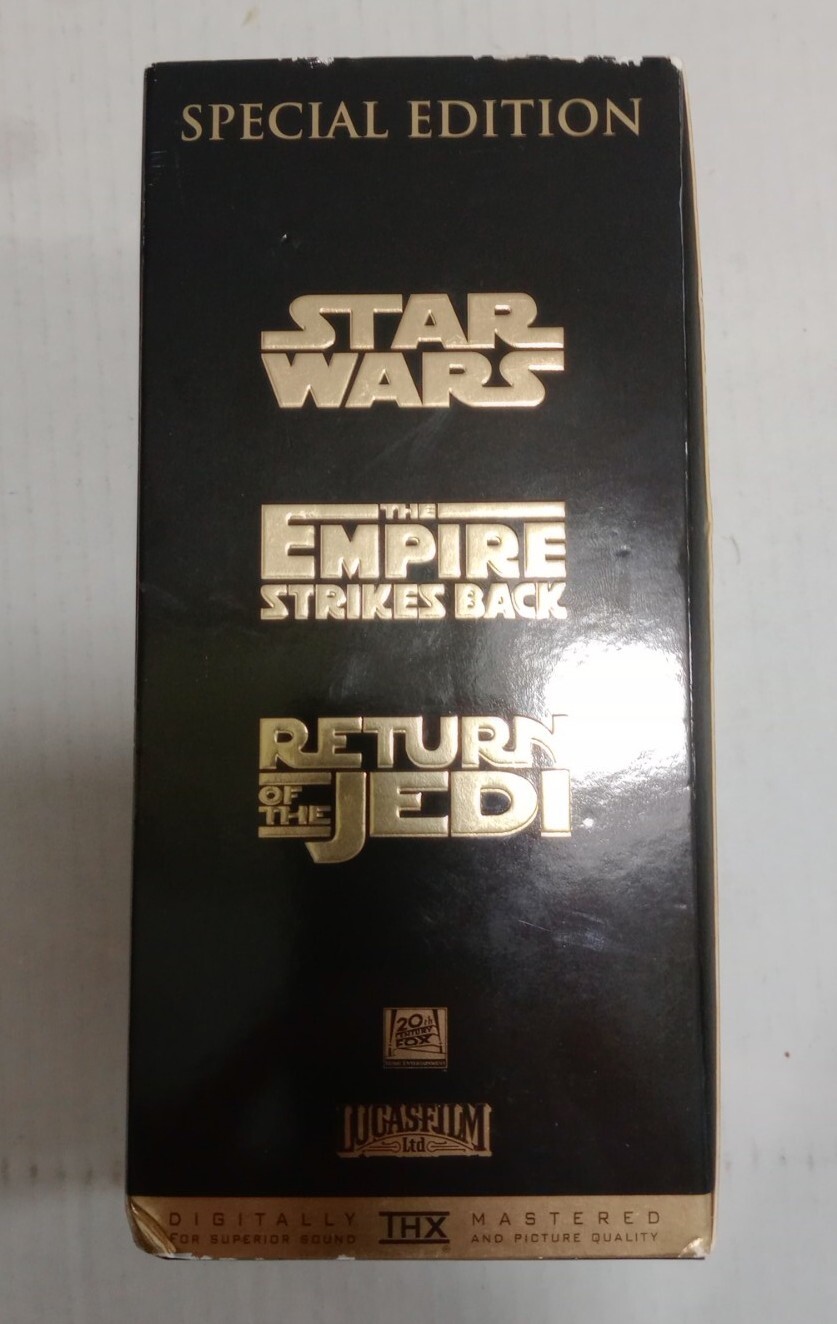 SPECIAL EDITION
STAR
WARS
THE
EMPIRE
STRIKES BACK
RETURN
OF THE JEDI
20th
CENTURY
FOX
LUCASFILM
Ltd
DIGITALLY THX MASTERED
FOR SUPERIOR SOUND AND PICTURE QUALITY